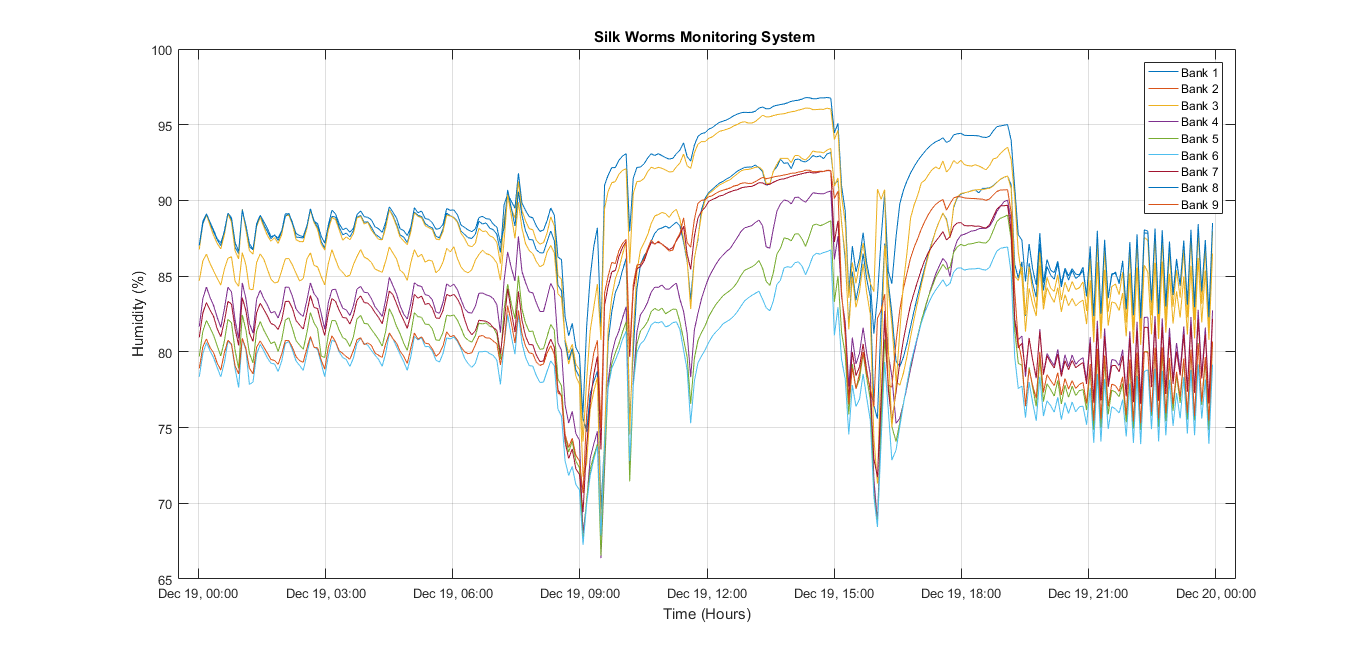 Silk Worms Monitoring System
100
95
90
85
80
75
70
65
Humidity (%)
Bank 1
Bank 2
Bank 3
Bank 4
Bank 5
Bank 6
Bank 7
Bank 8
Bank 9
Dec 19, 00:00 Dec 19, 03:00 Dec 19, 06:00 Dec 19, 09:00 Dec 19, 12:00 Dec 19, 15:00 Dec 19, 18:00 Dec 19, 21:00 Dec 20, 00:00
Time (Hours)